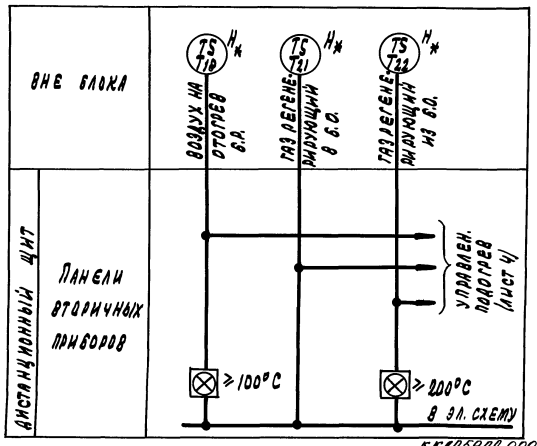 ВНЕ БЛОКА
TS
T18
H*
TS
T21
H*
TS
T22
H*
ВОЗДУХ НА
ОТОГРЕВ
Б.Р.
ГАЗ РЕГЕНЕ-
РИРУЮЩИЙ
В Б.О.
ГАЗ РЕГЕНЕ-
РИРУЮЩИЙ
ИЗ Б.О.
ДИСТАНЦИОННЫЙ ЩИТ
ПАНЕЛИ
ВТОРИЧНЫХ
ПРИБОРОВ
УПРАВЛЕН.
ПОДОГРЕВ
(ЛИСТ 4)
≥100°C
≥200°C
В ЭЛ. СХЕМУ